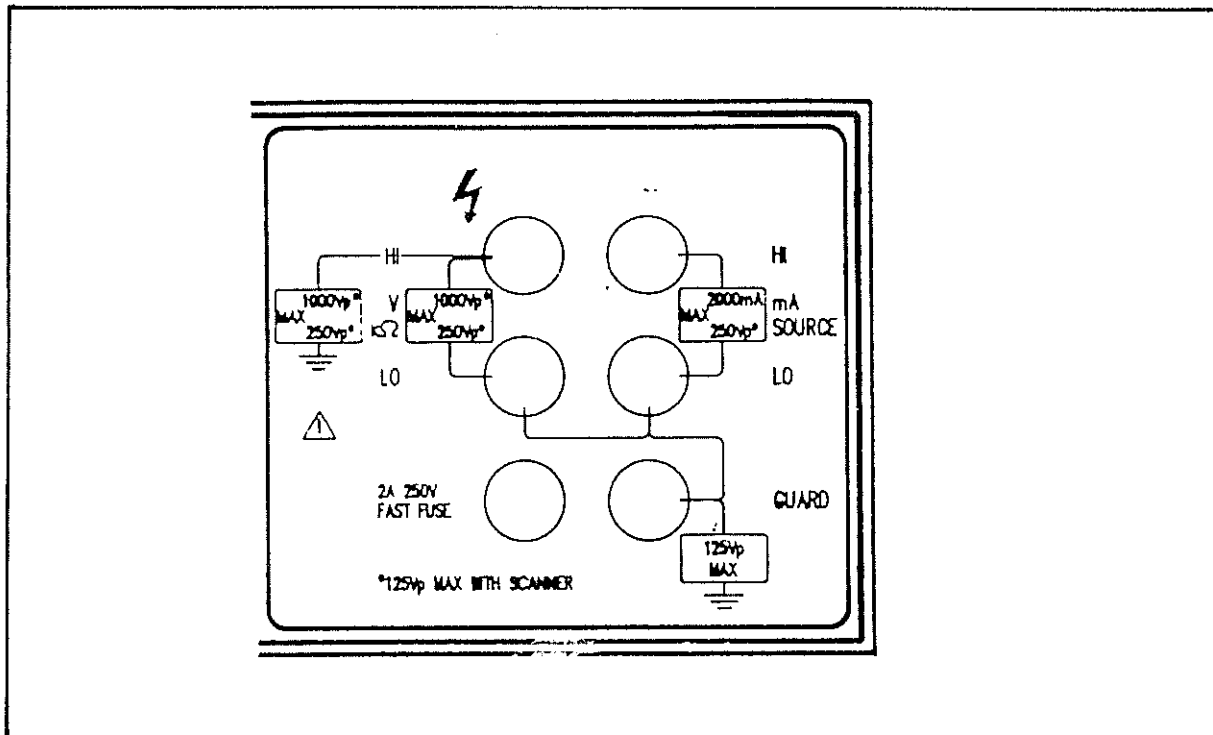 HI
HI
1000Vp*
MAX
250Vp*
V
kΩ
1000Vp*
MAX
250Vp*
2000mA
MAX
250Vp*
mA
SOURCE
LO
LO
2A 250V
FAST FUSE
GUARD
125Vp
MAX
*125Vp MAX WITH SCANNER